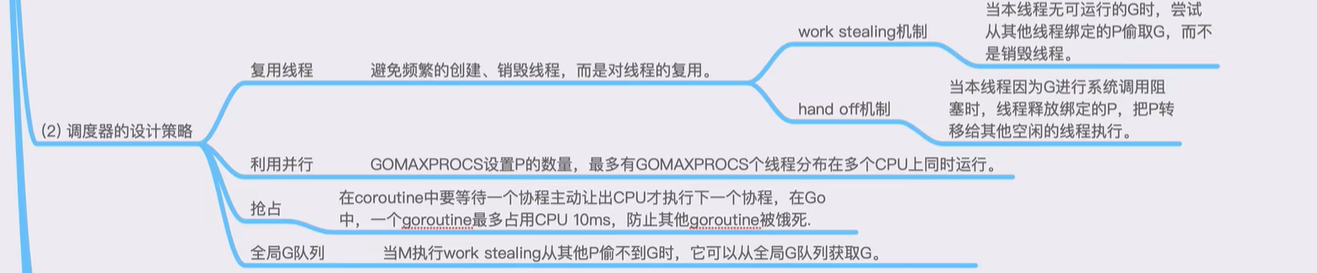 (2) 调度器的设计策略
复用线程
避免频繁的创建、销毁线程，而是对线程的复用。
work stealing机制
当本线程无可运行的G时，尝试
从其他线程绑定的P偷取G，而不
是销毁线程。
hand off机制
当本线程因为G进行系统调用阻
塞时，线程释放绑定的P，把P转
移给其他空闲的线程执行。
利用并行
GOMAXPROCS设置P的数量，最多有GOMAXPROCS个线程分布在多个CPU上同时运行。
抢占
在coroutine中要等待一个协程主动让出CPU才执行下一个协程，在Go
中，一个goroutine最多占用CPU 10ms，防止其他goroutine被饿死.
全局G队列
当M执行work stealing从其他P偷不到G时，它可以从全局G队列获取G。